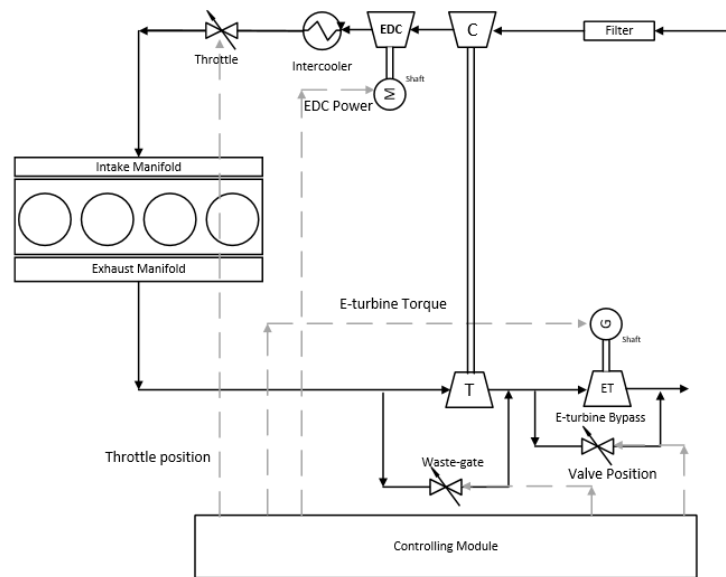 EDC
C
Filter
Throttle
Intercooler
Shaft
M
EDC Power
Intake Manifold
Exhaust Manifold
E-turbine Torque
G
Shaft
T
ET
E-turbine Bypass
Throttle position
Waste-gate
Valve Position
Controlling Module